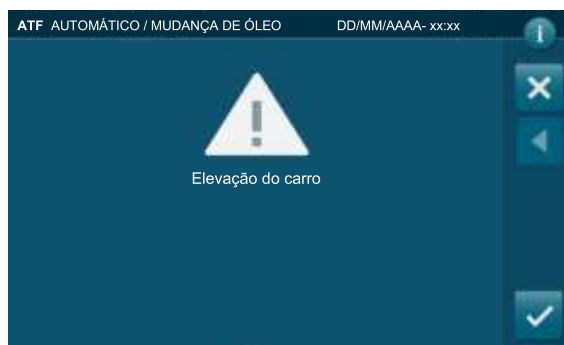 ATF AUTOMÁTICO / MUDANÇA DE ÓLEO DD/MM/AAAA- xx:xx
Elevação do carro